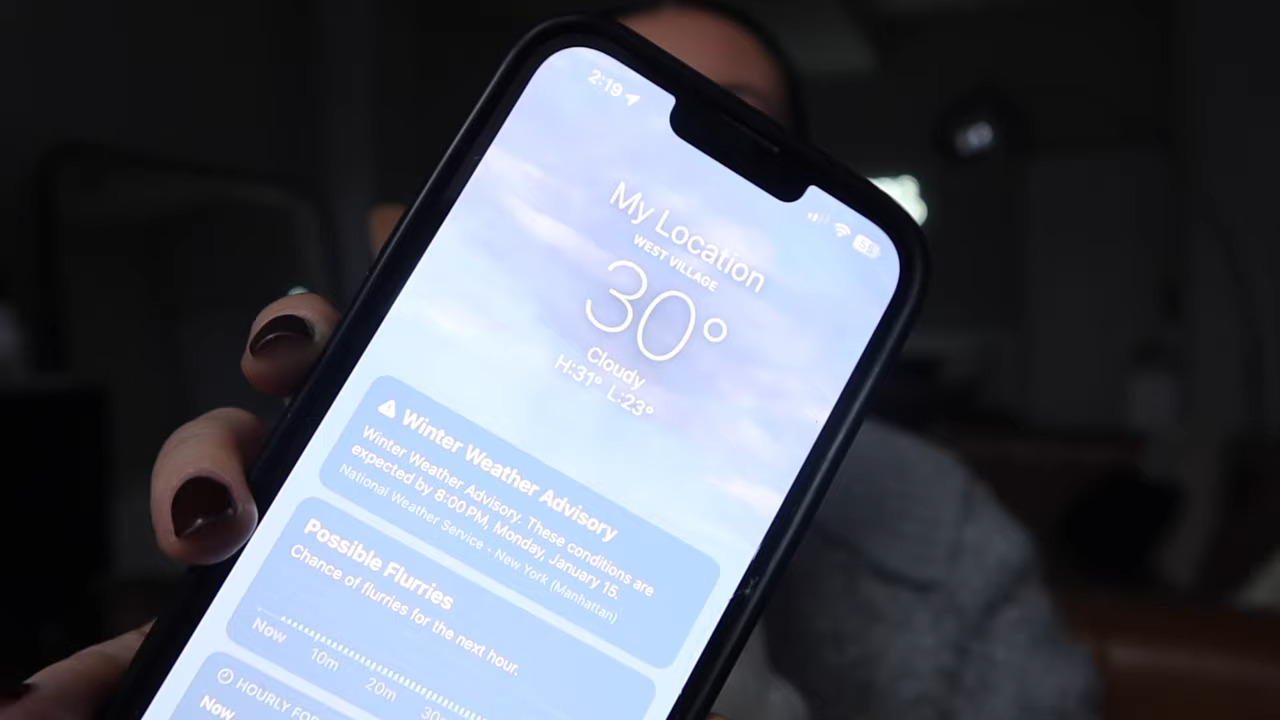 2:19
My Location
WEST VILLAGE
30°
Cloudy
H:31° L:23°
Winter Weather Advisory
Winter Weather Advisory. These conditions are
expected by 8:00 PM, Monday, January 15.
National Weather Service - New York (Manhattan)
Possible Flurries
Chance of flurries for the next hour.
Now
10m
20m
HOURLY
Now